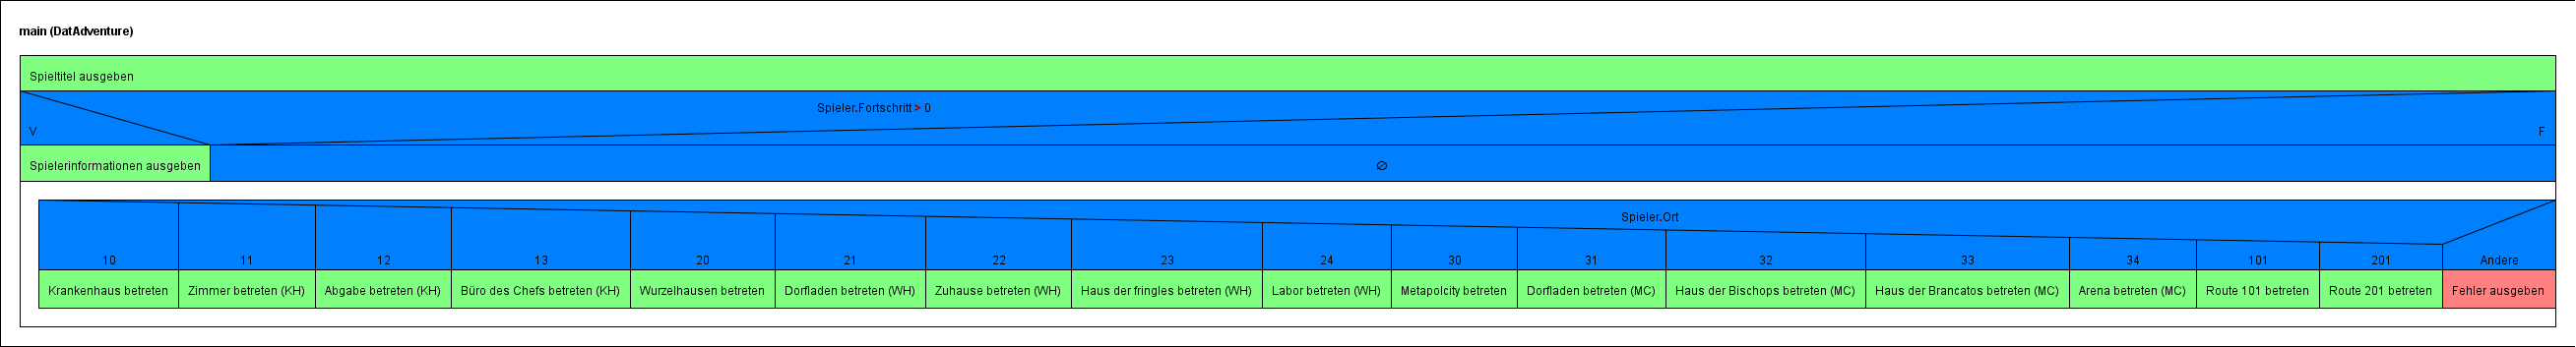 main (DatAdventure)
Spieltitel ausgeben
Spieler.Fortschritt > 0
V
F
Spielerinformationen ausgeben
∅
Spieler.Ort
10 11 12 13 20 21 22 23 24 30 31 32 33 34 101 201 Andere
Krankenhaus betreten Zimmer betreten (KH) Abgabe betreten (KH) Büro des Chefs betreten (KH) Wurzelhausen betreten Dorfladen betreten (WH) Zuhause betreten (WH) Haus der fringles betreten (WH) Labor betreten (WH) Metapolcity betreten Dorfladen betreten (MC) Haus der Bischops betreten (MC) Haus der Brancatos betreten (MC) Arena betreten (MC) Route 101 betreten Route 201 betreten Fehler ausgeben